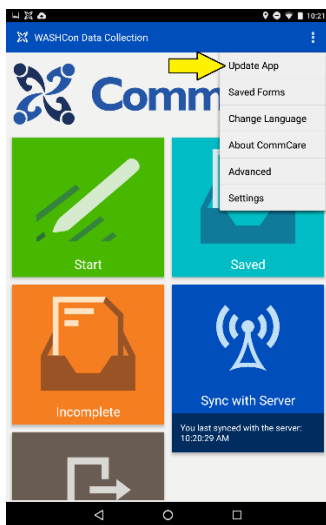 10:21
WASHCon Data Collection
Update App
Saved Forms
Change Language
About CommCare
Advanced
Settings
Comm
Start
Saved
Incomplete
Sync with Server
You last synced with the server:
10:20:29 AM